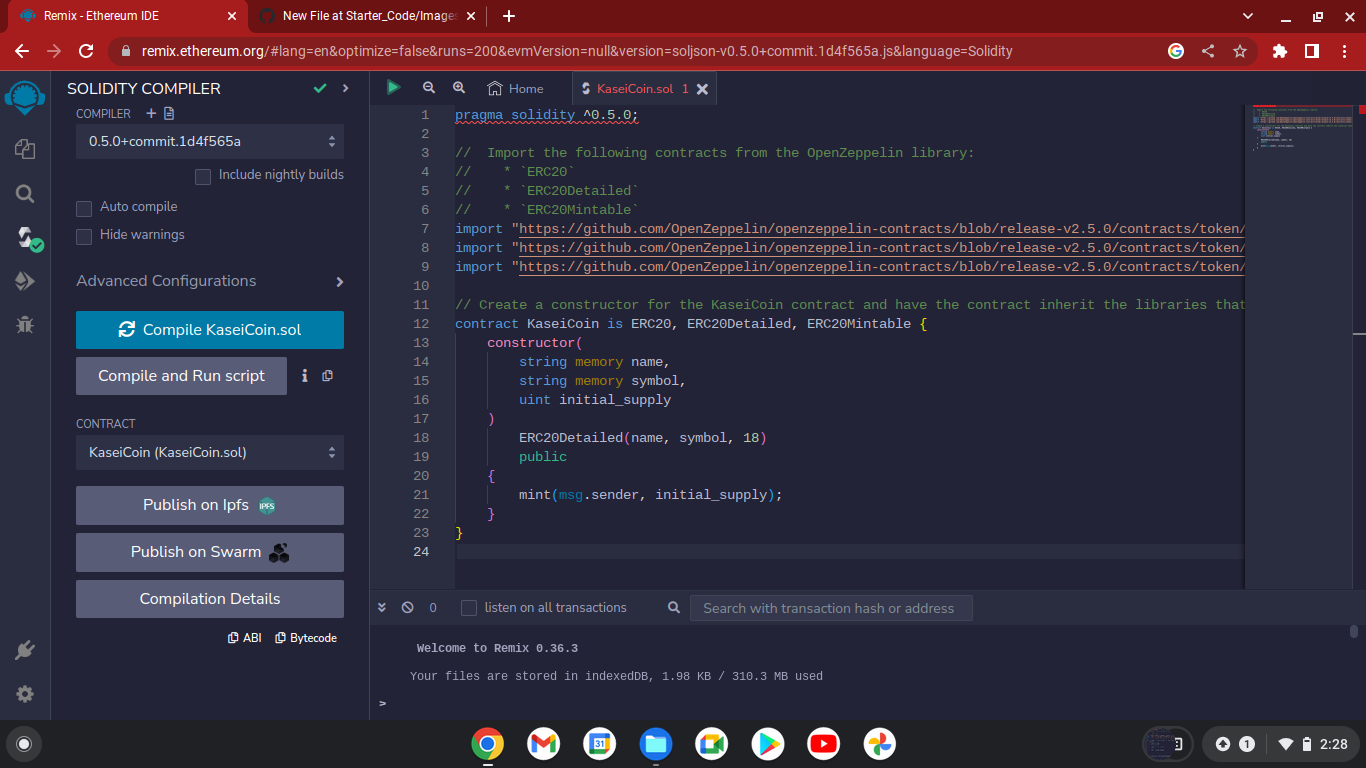 Remix - Ethereum IDE
New File at Starter_Code/Images
remix.ethereum.org/#lang=en&optimize=false&runs=200&evmVersion=null&version=soljson-v0.5.0+commit.1d4f565a.js&language=Solidity
SOLIDITY COMPILER
COMPILER
0.5.0+commit.1d4f565a
Include nightly builds
Auto compile
Hide warnings
Advanced Configurations
Compile KaseiCoin.sol
Compile and Run script
CONTRACT
KaseiCoin (KaseiCoin.sol)
Publish on Ipfs IPFS
Publish on Swarm
Compilation Details
ABI Bytecode
Home KaseiCoin.sol 1
1 pragma solidity ^0.5.0;
2
3 //  Import the following contracts from the OpenZeppelin library:
4 //    * `ERC20`
5 //    * `ERC20Detailed`
6 //    * `ERC20Mintable`
7 import "https://github.com/OpenZeppelin/openzeppelin-contracts/blob/release-v2.5.0/contracts/token/
8 import "https://github.com/OpenZeppelin/openzeppelin-contracts/blob/release-v2.5.0/contracts/token/
9 import "https://github.com/OpenZeppelin/openzeppelin-contracts/blob/release-v2.5.0/contracts/token/
10
11 // Create a constructor for the KaseiCoin contract and have the contract inherit the libraries that
12 contract KaseiCoin is ERC20, ERC20Detailed, ERC20Mintable {
13     constructor(
14         string memory name,
15         string memory symbol,
16         uint initial_supply
17     )
18         ERC20Detailed(name, symbol, 18)
19         public
20     {
21         mint(msg.sender, initial_supply);
22     }
23 }
24
0 listen on all transactions Search with transaction hash or address
Welcome to Remix 0.36.3
Your files are stored in indexedDB, 1.98 KB / 310.3 MB used
>
31
1 2:28